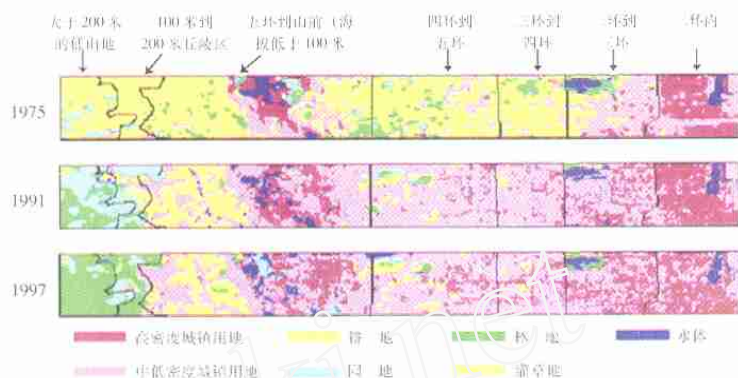 大于200米 100米到 五环到山前（海 四环到 三环到 二环到 二环内
的低山地 200米丘陵区 拔低于100米 五环 四环 三环
1975
1991
1997
高密度城镇用地 耕 地 林 地 水体
中低密度城镇用地 园 地 灌草地